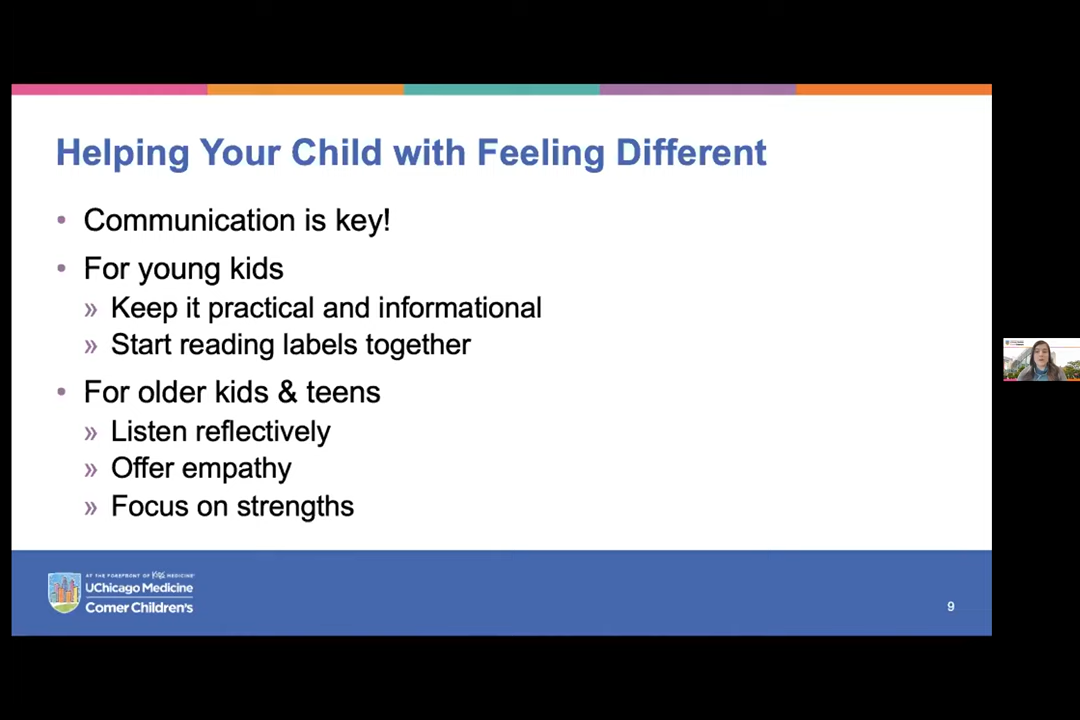 Helping Your Child with Feeling Different
• Communication is key!
• For young kids
» Keep it practical and informational
» Start reading labels together
• For older kids & teens
» Listen reflectively
» Offer empathy
» Focus on strengths
AT THE FOREFRONT OF Kids MEDICINE®
UChicago Medicine
Comer Children's
9